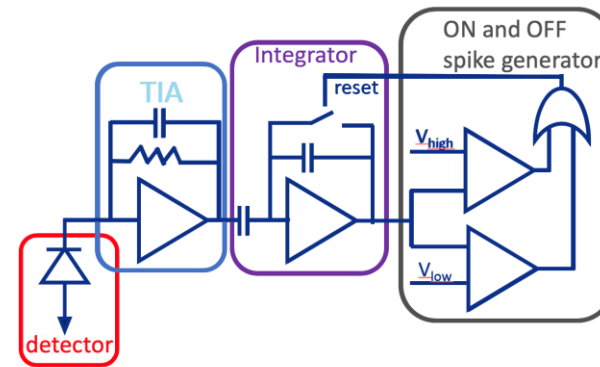 ON and OFF
spike generator
Integrator
TIA
reset
Vhigh
Vlow
detector